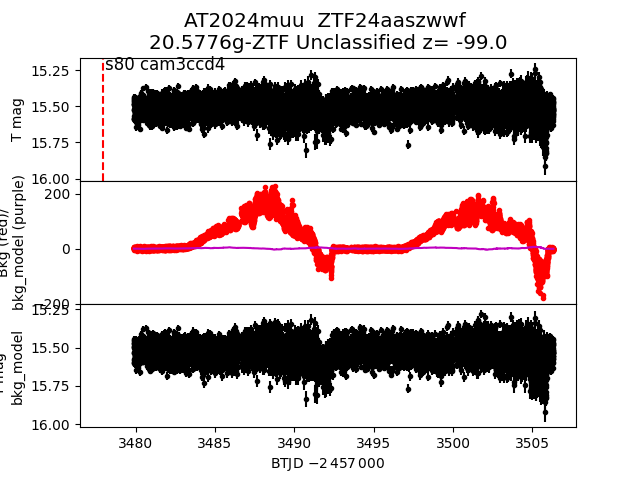 AT2024muu  ZTF24aaszwwf
20.5776g-ZTF Unclassified z= -99.0
s80 cam3ccd4
15.25
15.50
15.75
16.00
T mag
200
0
−200
Bkg (red)/
bkg_model (purple)
15.25
15.50
15.75
16.00
bkg_model
3480 3485 3490 3495 3500 3505
BTJD −2 457 000